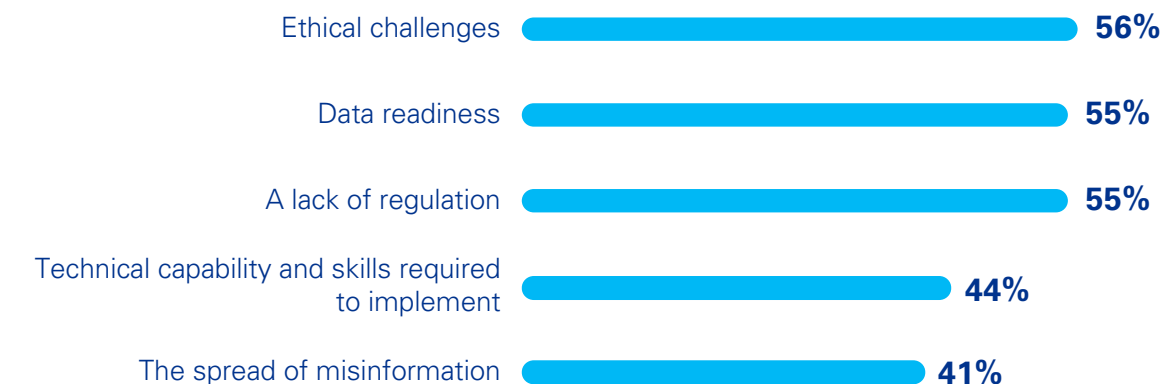 Ethical challenges 56%
Data readiness 55%
A lack of regulation 55%
Technical capability and skills required
to implement 44%
The spread of misinformation 41%